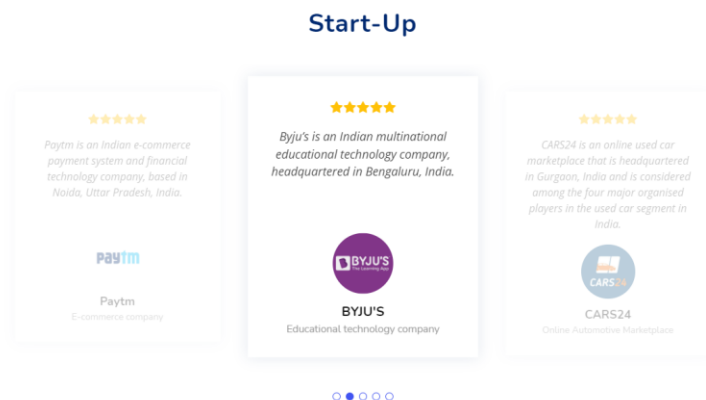 Start-Up
Paytm is an Indian e-commerce
payment system and financial
technology company, based in
Noida, Uttar Pradesh, India.
paytm
Paytm
E-commerce company
Byju's is an Indian multinational
educational technology company,
headquartered in Bengaluru, India.
BYJU'S
The Learning App
BYJU'S
Educational technology company
CARS24 is an online used car
marketplace that is headquartered
in Gurgaon, India and is considered
among the four major organised
players in the used car segment in
India.
CARS24
CARS24
Online Automotive Marketplace